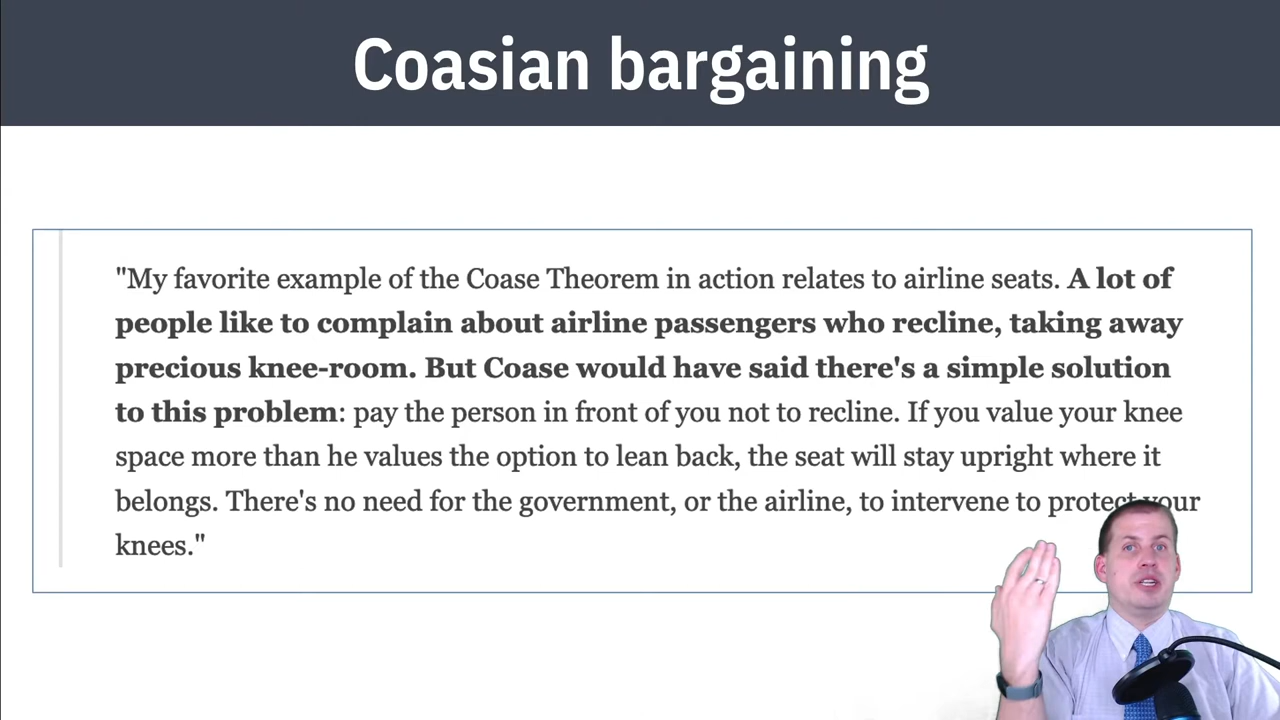 Coasian bargaining
"My favorite example of the Coase Theorem in action relates to airline seats. A lot of
people like to complain about airline passengers who recline, taking away
precious knee-room. But Coase would have said there's a simple solution
to this problem: pay the person in front of you not to recline. If you value your knee
space more than he values the option to lean back, the seat will stay upright where it
belongs. There's no need for the government, or the airline, to intervene to protect your
knees."